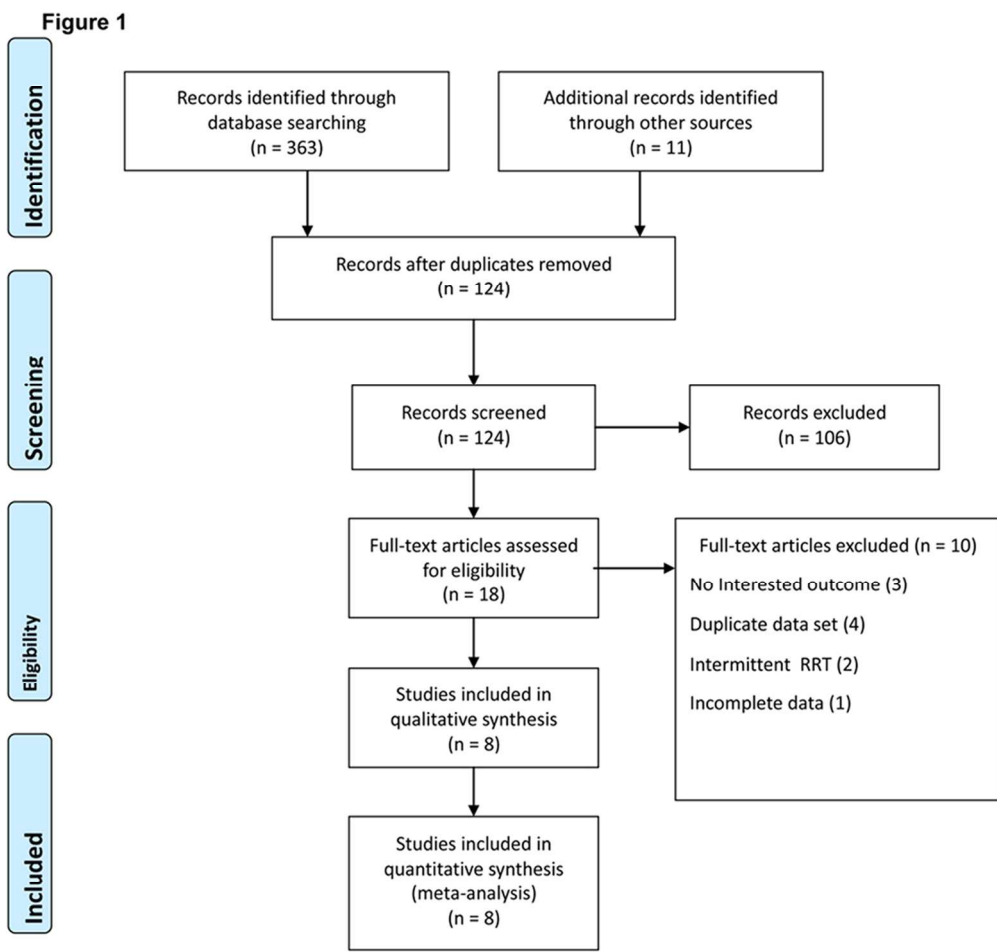 Figure 1
Identification
Records identified through
database searching
(n = 363)
Additional records identified
through other sources
(n = 11)
Records after duplicates removed
(n = 124)
Screening
Records screened
(n = 124)
Records excluded
(n = 106)
Eligibility
Full-text articles assessed
for eligibility
(n = 18)
Full-text articles excluded (n = 10)
No Interested outcome (3)
Duplicate data set (4)
Intermittent RRT (2)
Incomplete data (1)
Studies included in
qualitative synthesis
(n = 8)
Included
Studies included in
quantitative synthesis
(meta-analysis)
(n = 8)